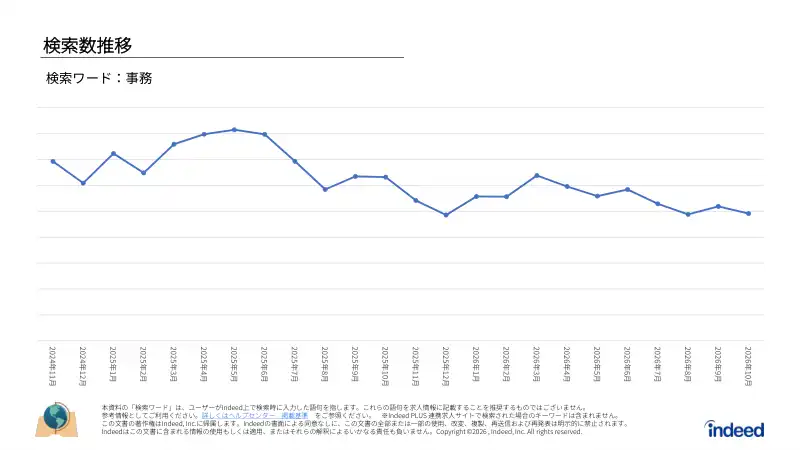 検索数推移
検索ワード：事務
2024年11月
2024年12月
2025年1月
2025年2月
2025年3月
2025年4月
2025年5月
2025年6月
2025年7月
2025年8月
2025年9月
2025年10月
2025年11月
2025年12月
2026年1月
2026年2月
2026年3月
2026年4月
2026年5月
2026年6月
2026年7月
2026年8月
2026年9月
2026年10月
本資料の「検索ワード」は、ユーザーがIndeed上で検索時に入力した語句を指します。これらの語句を求人情報に記載することを推奨するものではございません。
参考情報としてご利用ください。詳しくはヘルプセンター　掲載基準　をご参照ください。　※Indeed PLUS 連携求人サイトで検索された場合のキーワードは含まれません。
この文書の著作権はIndeed, Inc.に帰属します。Indeedの書面による同意なしに、この文書の全部または一部の使用、改変、複製、再送信および再発表は明示的に禁止されます。
Indeedはこの文書に含まれる情報の使用もしくは適用、またはそれらの解釈によるいかなる責任も負いません。Copyright ©2026 , Indeed, Inc. All rights reserved.
indeed